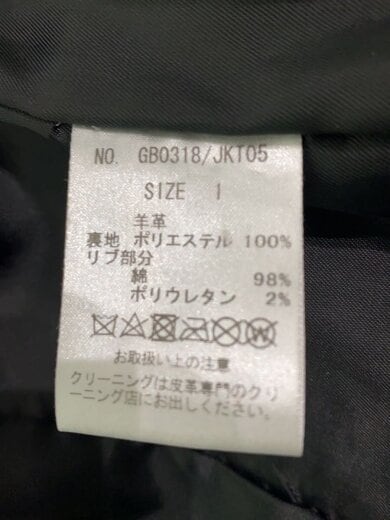 NO. GB0318/JKT05
SIZE 1
羊革
裏地 ポリエステル 100%
リブ部分
綿 98%
ポリウレタン 2%
お取扱い上の注意
クリーニングは皮革専門のクリ
ーニング店にお出しください。